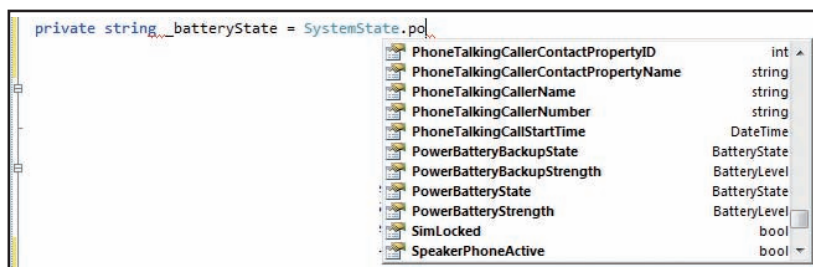 private string _batteryState = SystemState.po
PhoneTalkingCallerContactPropertyID int
PhoneTalkingCallerContactPropertyName string
PhoneTalkingCallerName string
PhoneTalkingCallerNumber string
PhoneTalkingCallStartTime DateTime
PowerBatteryBackupState BatteryState
PowerBatteryBackupStrength BatteryLevel
PowerBatteryState BatteryState
PowerBatteryStrength BatteryLevel
SimLocked bool
SpeakerPhoneActive bool